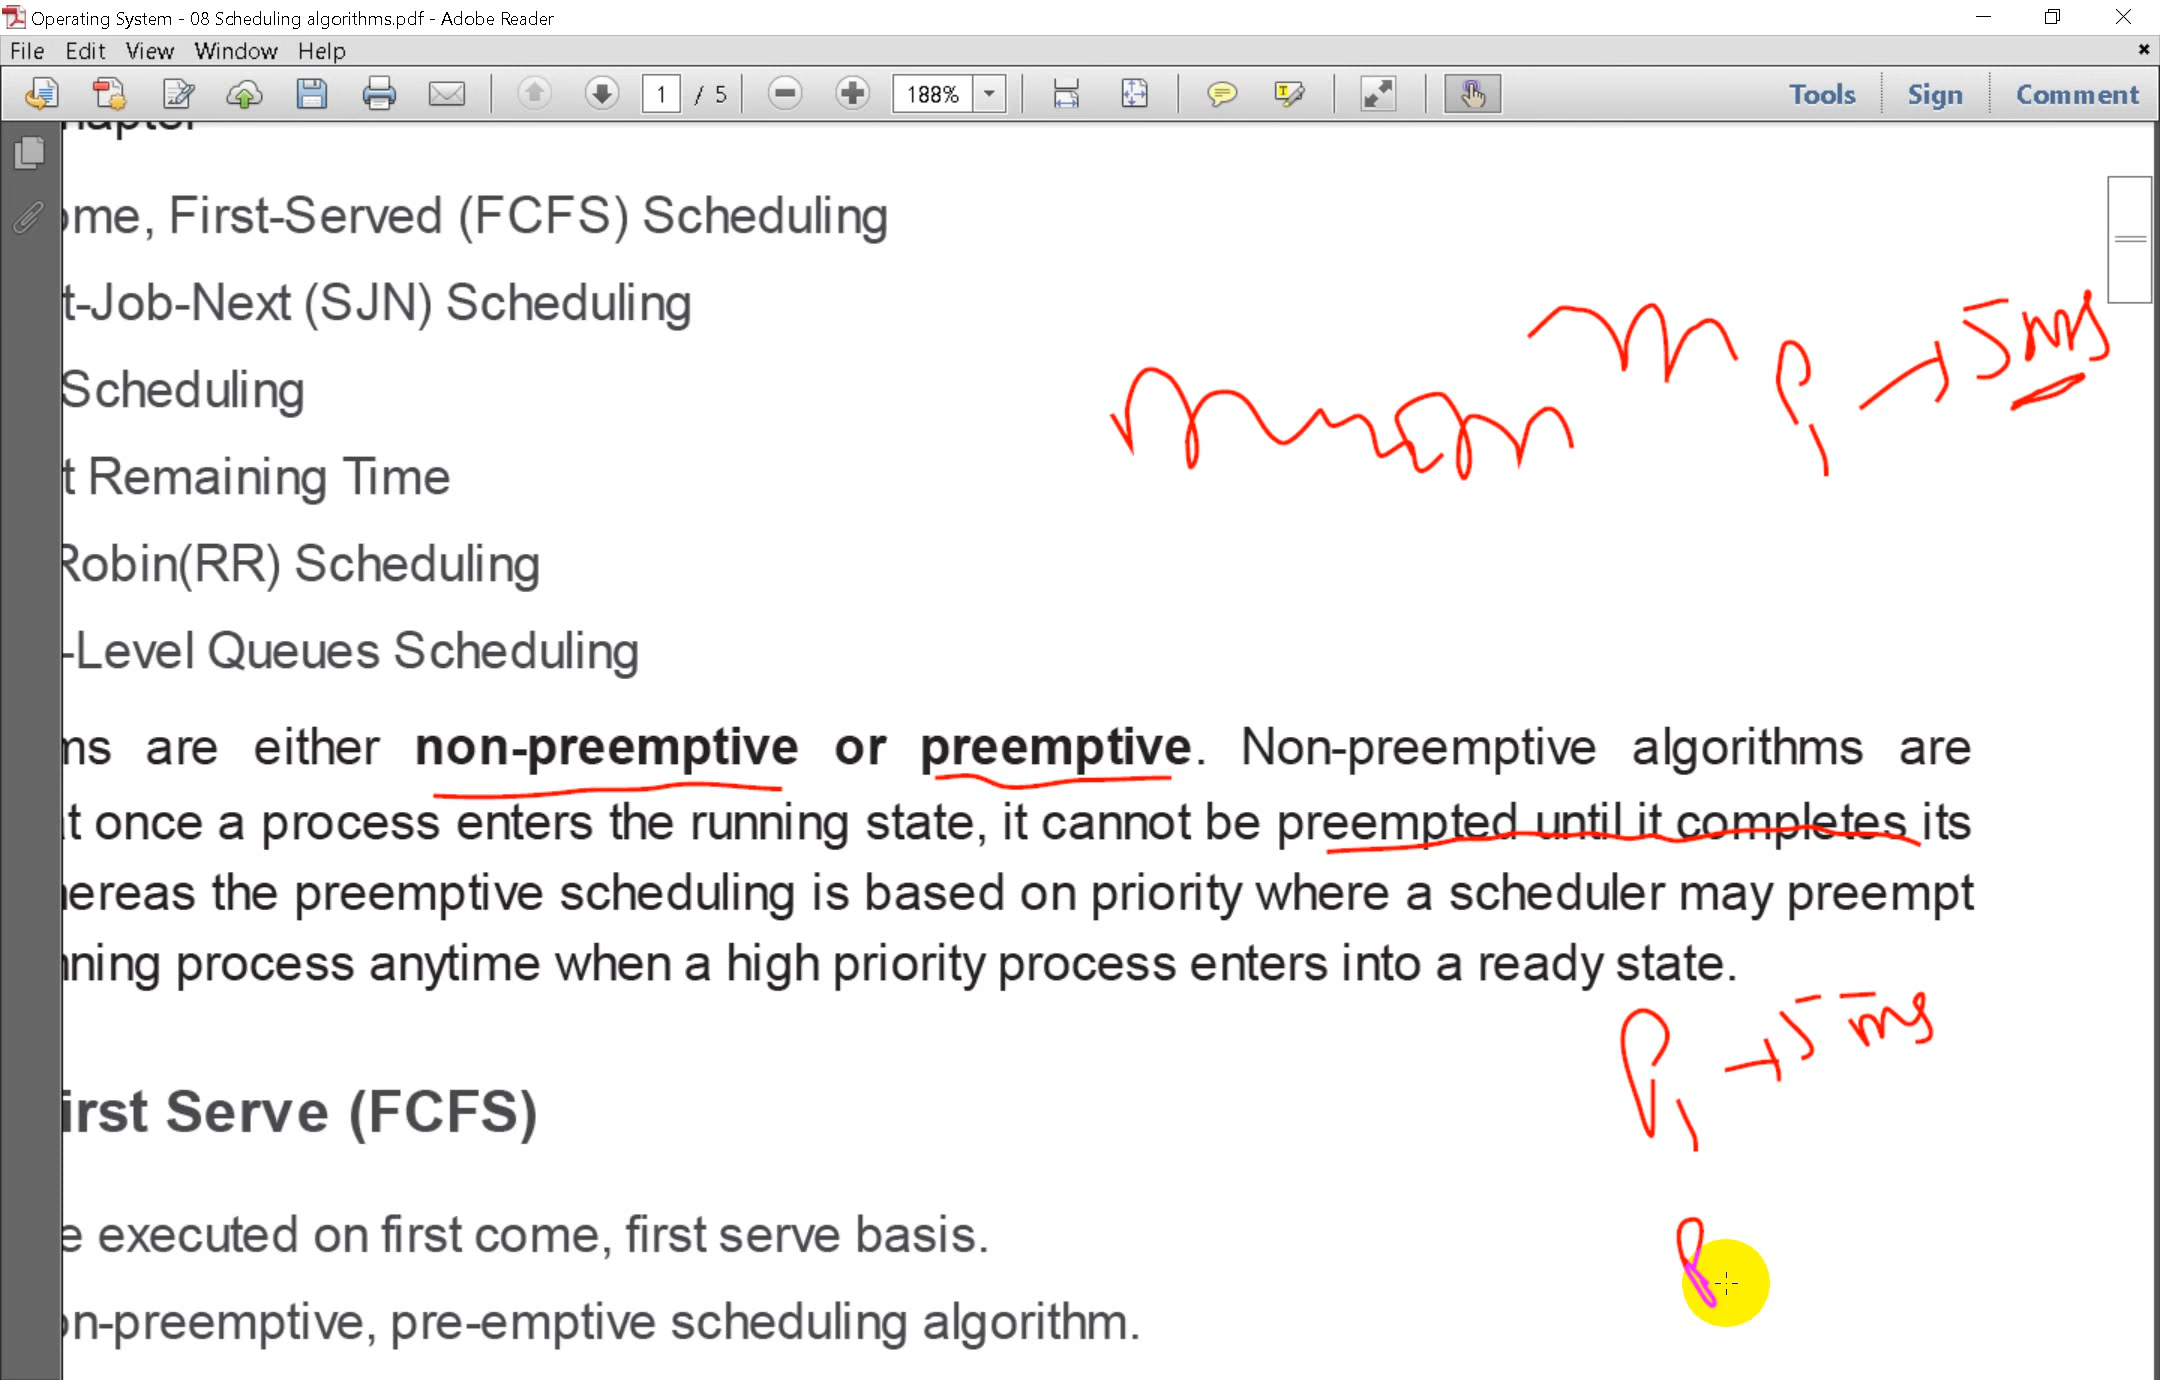 Operating System - 08 Scheduling algorithms.pdf - Adobe Reader
File Edit View Window Help
1 / 5 188% Tools Sign Comment
hapter
ome, First-Served (FCFS) Scheduling
t-Job-Next (SJN) Scheduling
P1 → 5 ms
Scheduling
t Remaining Time
Robin(RR) Scheduling
-Level Queues Scheduling
ms are either non-preemptive or preemptive. Non-preemptive algorithms are
at once a process enters the running state, it cannot be preempted until it completes its
hereas the preemptive scheduling is based on priority where a scheduler may preempt
nning process anytime when a high priority process enters into a ready state.
P1 → 5 ms
irst Serve (FCFS)
e executed on first come, first serve basis.
on-preemptive, pre-emptive scheduling algorithm.